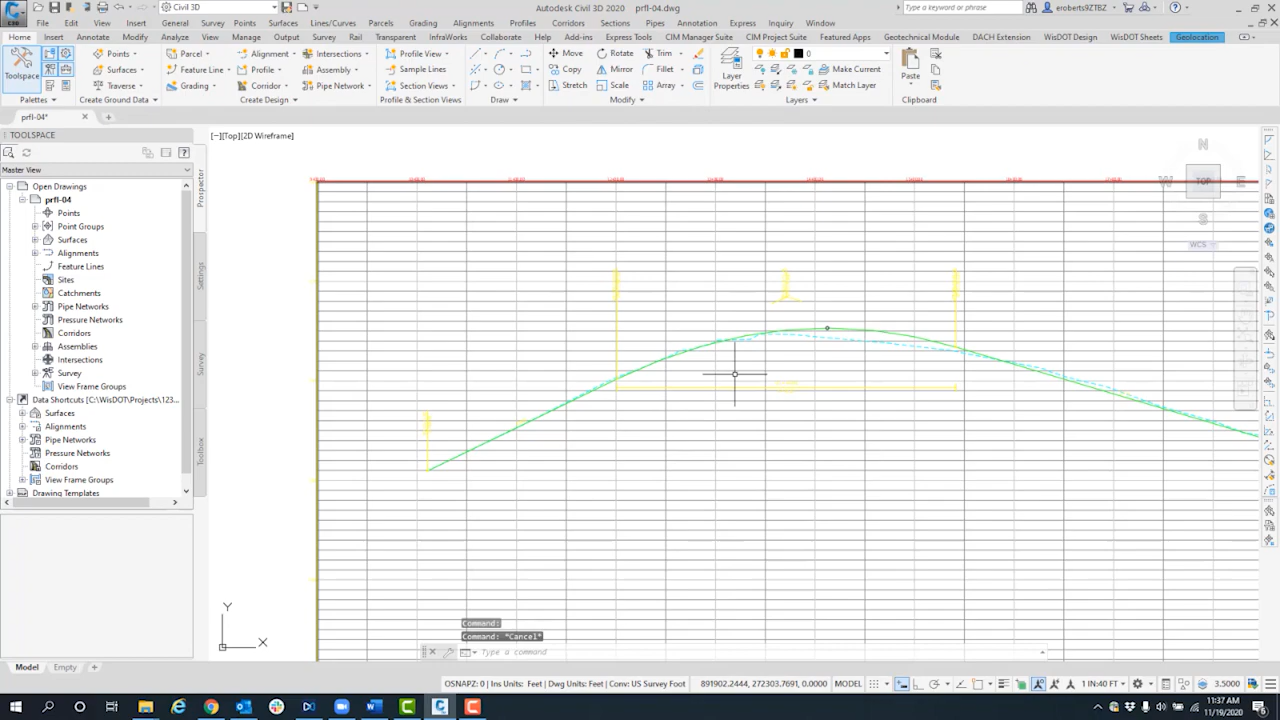 Civil 3D
Autodesk Civil 3D 2020 prfl-04.dwg
Type a keyword or phrase
eroberts9ZTBZ
C3D
File Edit View Insert General Survey Points Surfaces Lines/Curves Parcels Grading Alignments Profiles Corridors Sections Pipes Annotation Express Inquiry Window
Home Insert Annotate Modify Analyze View Manage Output Survey Rail Transparent InfraWorks Collaborate Help Add-ins Express Tools CIM Manager Suite CIM Project Suite Featured Apps Geotechnical Module DACH Extension WisDOT Design WisDOT Sheets Geolocation
Toolspace
Points Parcel Alignment Intersections Profile View Move Rotate Trim
Surfaces Feature Line Profile Assembly Sample Lines Copy Mirror Fillet Make Current
Traverse Grading Corridor Pipe Network Section Views Stretch Scale Array Match Layer
Layer Properties
0
Paste
Palettes Create Ground Data Create Design Profile & Section Views Draw Modify Layers Clipboard
prfl-04*
TOOLSPACE
Master View
Open Drawings
prfl-04
Points
Point Groups
Surfaces
Alignments
Feature Lines
Sites
Catchments
Pipe Networks
Pressure Networks
Corridors
Assemblies
Intersections
Survey
View Frame Groups
Data Shortcuts [C:\WisDOT\Projects\123...
Surfaces
Alignments
Pipe Networks
Pressure Networks
Corridors
View Frame Groups
Drawing Templates
Prospector
Settings
Survey
Toolbox
[−][Top][2D Wireframe]
N
W TOP E
S
WCS
Y
X
Command:
Command: *Cancel*
Type a command
Model Empty
OSNAPZ: 0 | Ins Units: Feet | Dwg Units: Feet | Conv: US Survey Foot 891902.2444, 272303.7691, 0.0000 MODEL 1 IN:40 FT 3.5000
11:37 AM
11/19/2020